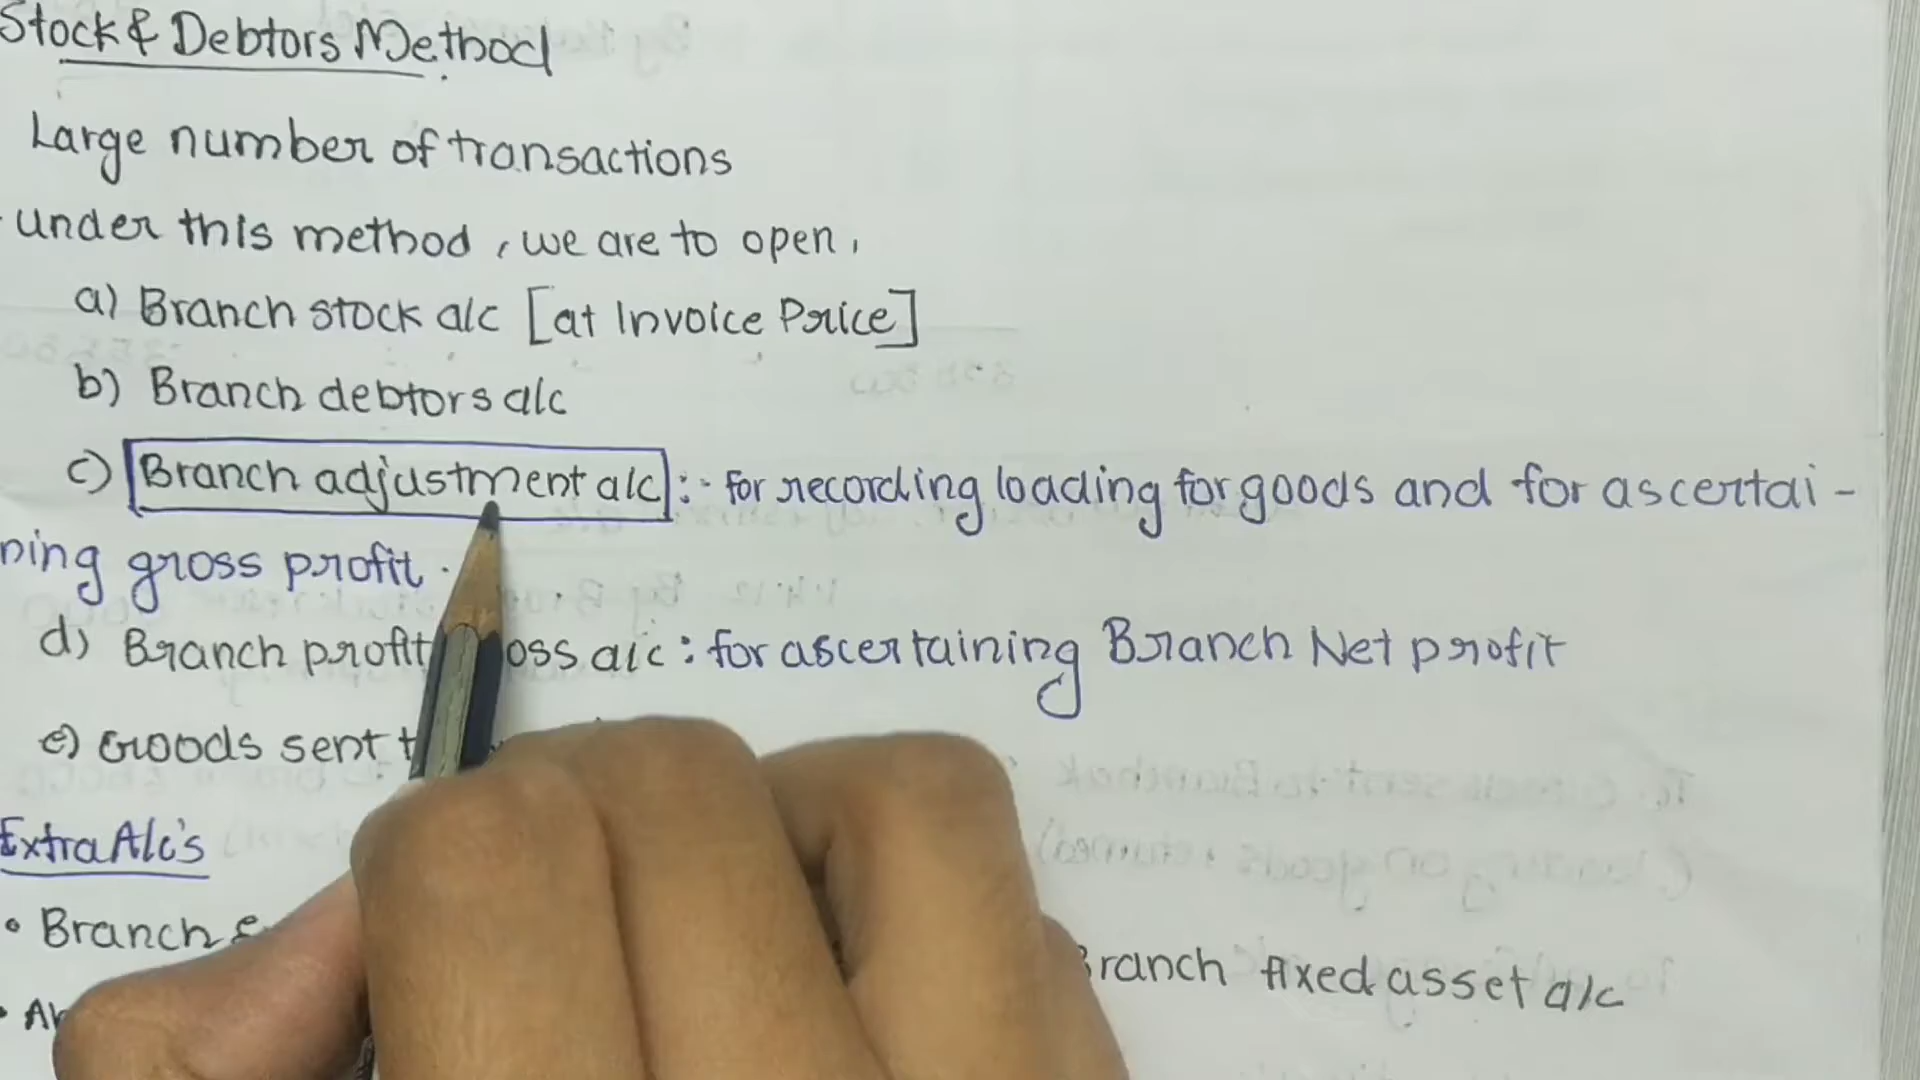 Stock & Debtors Method
Large number of transactions
under this method, we are to open,
a) Branch stock a/c [at Invoice Price]
b) Branch debtors a/c
c) Branch adjustment a/c :- for recording loading for goods and for ascertai-
ning gross profit.
d) Branch profit loss a/c : for ascertaining Branch Net profit
e) Goods sent
Extra A/c's
• Branch
Branch fixed asset a/c